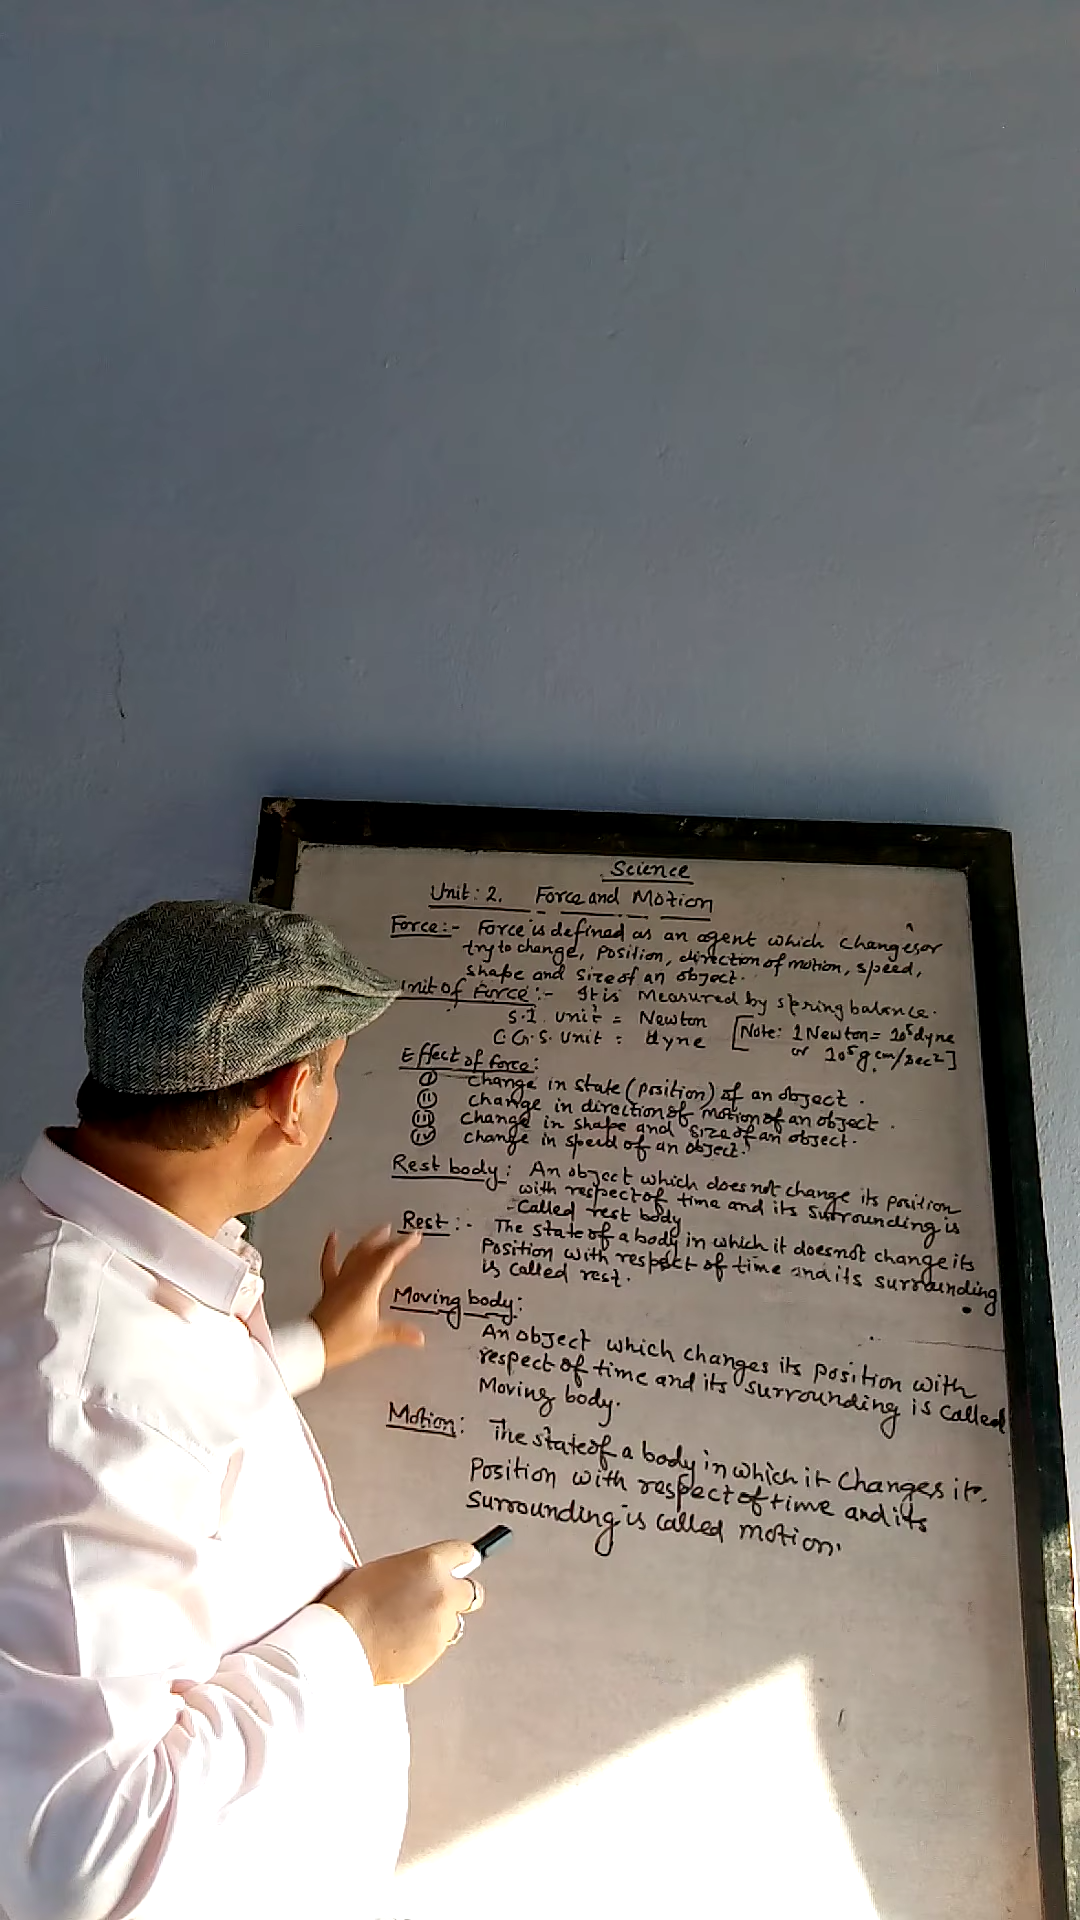 Science
Unit: 2. Force and Motion
Force:- Force is defined as an agent which changes or
try to change, position, direction of motion, speed,
shape and size of an object.
Unit of Force:- It is Measured by spring balance.
S.I. unit = Newton [Note: 1 Newton = 10⁵ dyne
C.G.S. Unit = dyne or 10⁵ g cm/sec²]
Effect of force:
(i) change in state (position) of an object.
(ii) change in direction of motion of an object.
(iii) change in shape and size of an object.
(iv) change in speed of an object.
Rest body: An object which does not change its position
with respect of time and its surrounding is
called rest body
Rest:- The state of a body in which it does not change its
Position with respect of time and its surrounding
is called rest.
Moving body:
An object which changes its position with
respect of time and its surrounding is called
Moving body.
Motion: The state of a body in which it changes it.
Position with respect of time and its
surrounding is called motion.